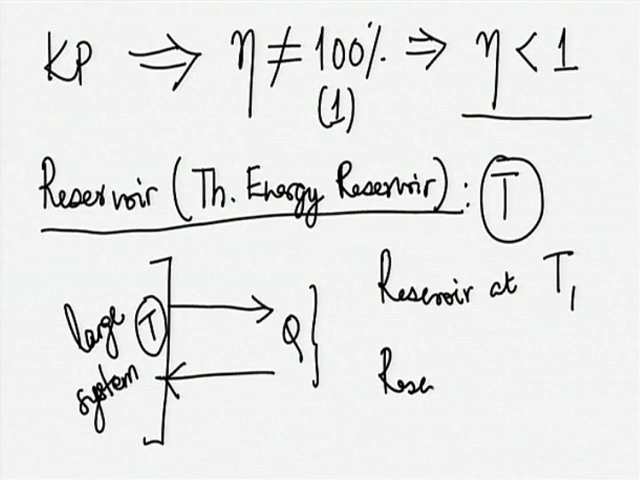 KP ⇒ η ≠ 100% ⇒ η < 1
(1)
Reservoir (Th. Energy Reservoir) : T
Reservoir at T₁
large T
Q
system
Rese